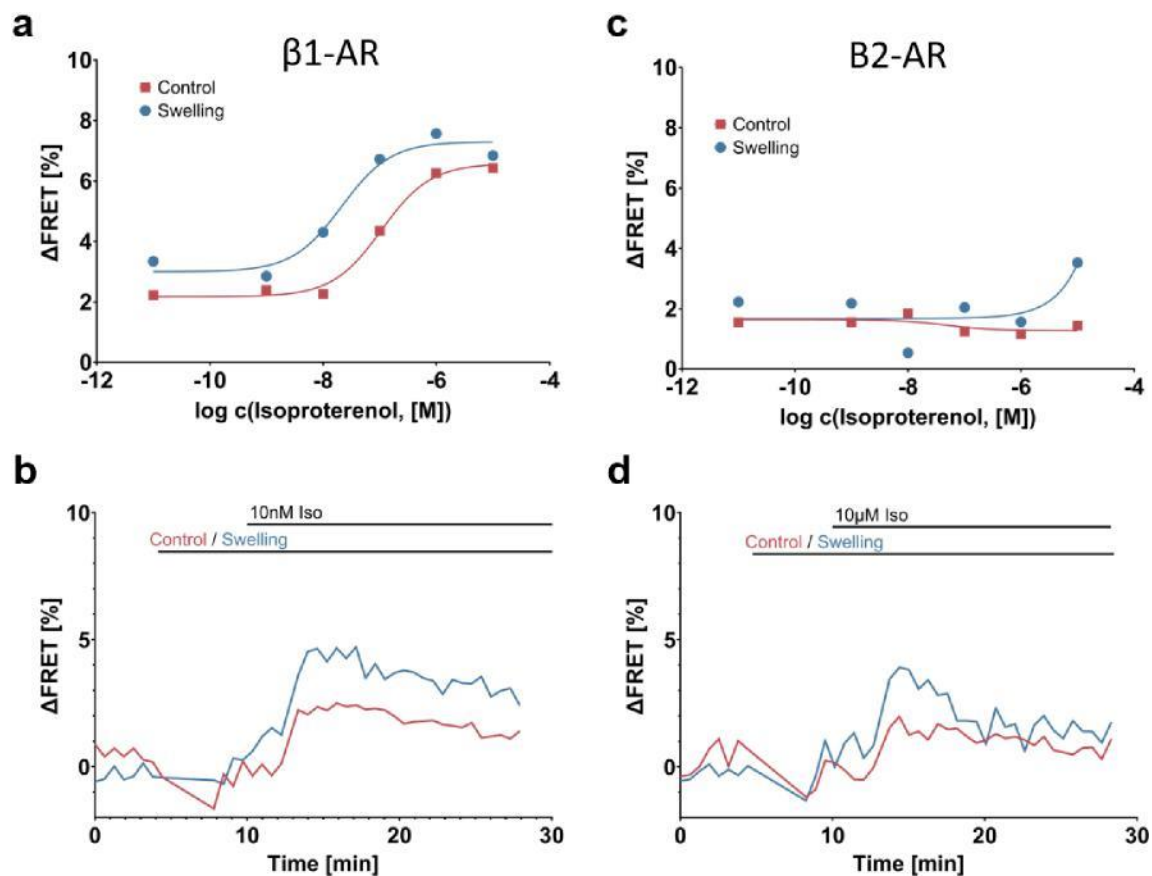 a
β1-AR
ΔFRET [%]
10
8
6
4
2
0
Control
Swelling
-12
-10
-8
-6
-4
log c(Isoproterenol, [M])
c
B2-AR
ΔFRET [%]
10
8
6
4
2
0
Control
Swelling
-12
-10
-8
-6
-4
log c(Isoproterenol, [M])
b
ΔFRET [%]
10
5
0
10nM Iso
Control / Swelling
0
10
20
30
Time [min]
d
ΔFRET [%]
10
5
0
10µM Iso
Control / Swelling
0
10
20
30
Time [min]